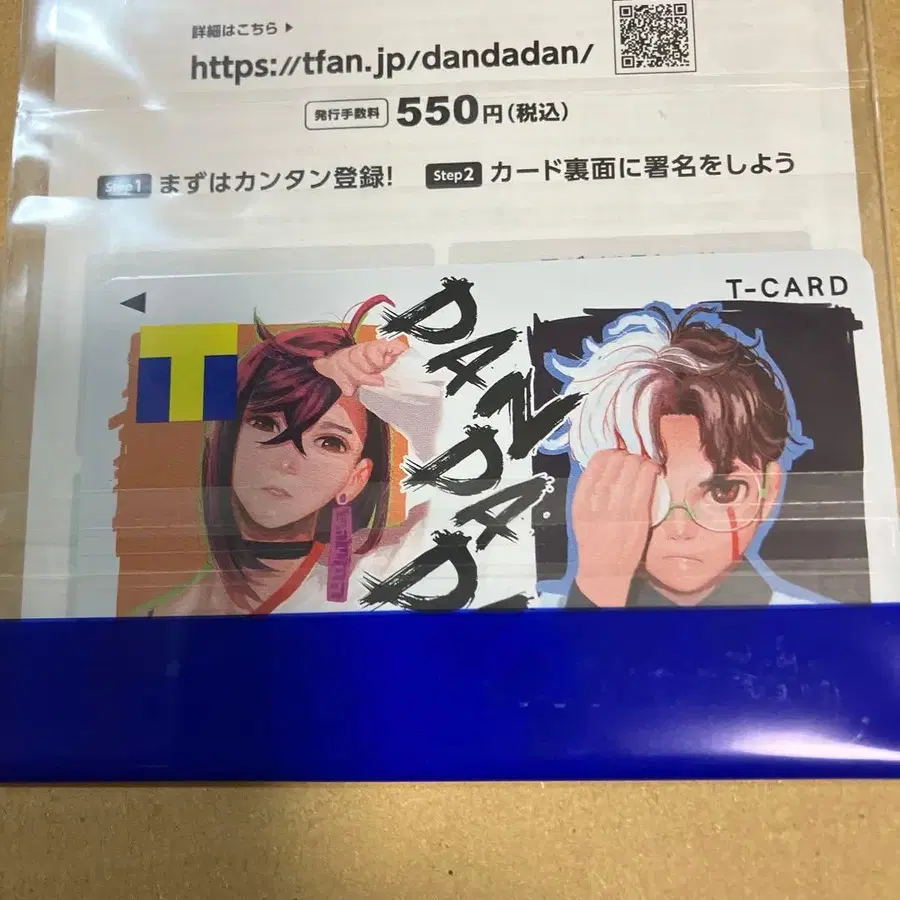 詳細はこちら ▶
https://tfan.jp/dandadan/
発行手数料 550円(税込)
Step1 まずはカンタン登録! Step2 カード裏面に署名をしよう
T-CARD
T
DANDADA